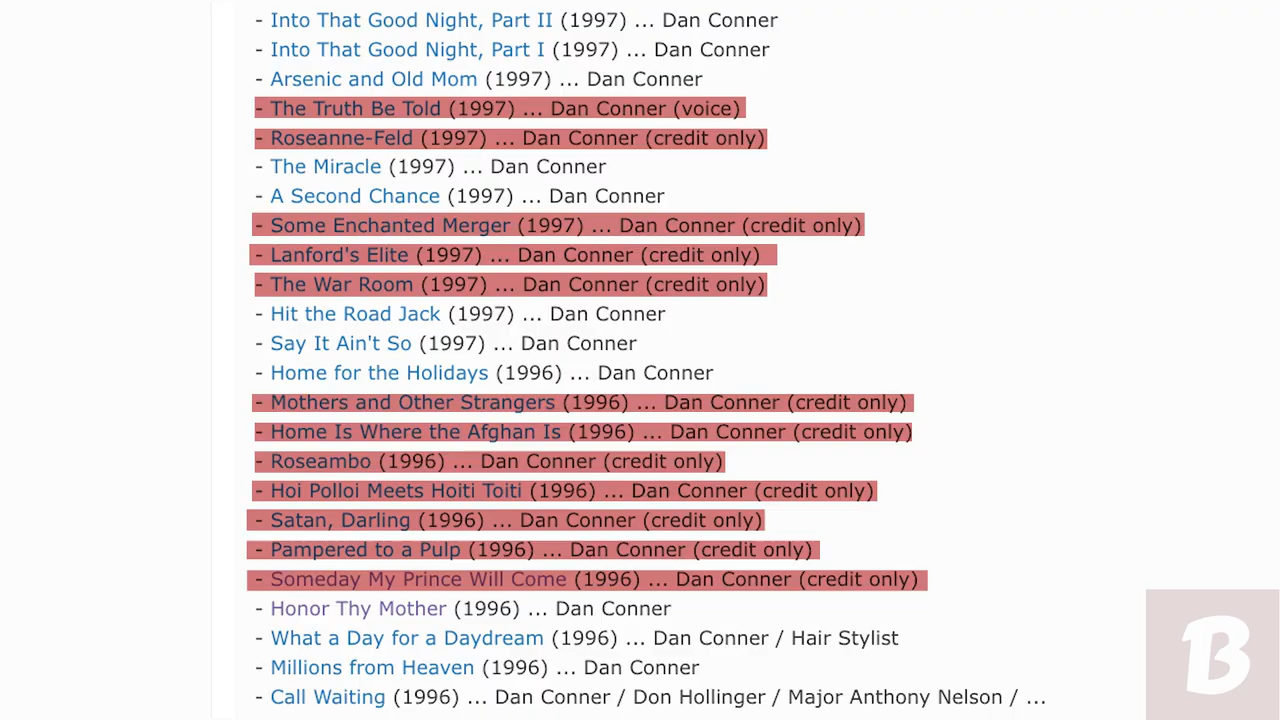 - Into That Good Night, Part II (1997) ... Dan Conner
- Into That Good Night, Part I (1997) ... Dan Conner
- Arsenic and Old Mom (1997) ... Dan Conner
- The Truth Be Told (1997) ... Dan Conner (voice)
- Roseanne-Feld (1997) ... Dan Conner (credit only)
- The Miracle (1997) ... Dan Conner
- A Second Chance (1997) ... Dan Conner
- Some Enchanted Merger (1997) ... Dan Conner (credit only)
- Lanford's Elite (1997) ... Dan Conner (credit only)
- The War Room (1997) ... Dan Conner (credit only)
- Hit the Road Jack (1997) ... Dan Conner
- Say It Ain't So (1997) ... Dan Conner
- Home for the Holidays (1996) ... Dan Conner
- Mothers and Other Strangers (1996) ... Dan Conner (credit only)
- Home Is Where the Afghan Is (1996) ... Dan Conner (credit only)
- Roseambo (1996) ... Dan Conner (credit only)
- Hoi Polloi Meets Hoiti Toiti (1996) ... Dan Conner (credit only)
- Satan, Darling (1996) ... Dan Conner (credit only)
- Pampered to a Pulp (1996) ... Dan Conner (credit only)
- Someday My Prince Will Come (1996) ... Dan Conner (credit only)
- Honor Thy Mother (1996) ... Dan Conner
- What a Day for a Daydream (1996) ... Dan Conner / Hair Stylist
- Millions from Heaven (1996) ... Dan Conner
- Call Waiting (1996) ... Dan Conner / Don Hollinger / Major Anthony Nelson / ...
B